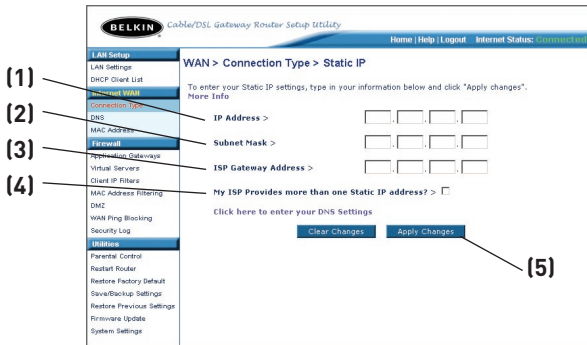 BELKIN Cable/DSL Gateway Router Setup Utility
Home | Help | Logout Internet Status: Connected
LAN Setup
LAN Settings
DHCP Client List
Internet WAN
Connection Type
DNS
MAC Address
Firewall
Application Gateways
Virtual Servers
Client IP Filters
MAC Address Filtering
DMZ
WAN Ping Blocking
Security Log
Utilities
Parental Control
Restart Router
Restore Factory Default
Save/Backup Settings
Restore Previous Settings
Firmware Update
System Settings
WAN > Connection Type > Static IP
To enter your Static IP settings, type in your information below and click "Apply changes".
More Info
(1) IP Address >
(2) Subnet Mask >
(3) ISP Gateway Address >
(4) My ISP Provides more than one Static IP address? >
Click here to enter your DNS Settings
Clear Changes Apply Changes
(5)